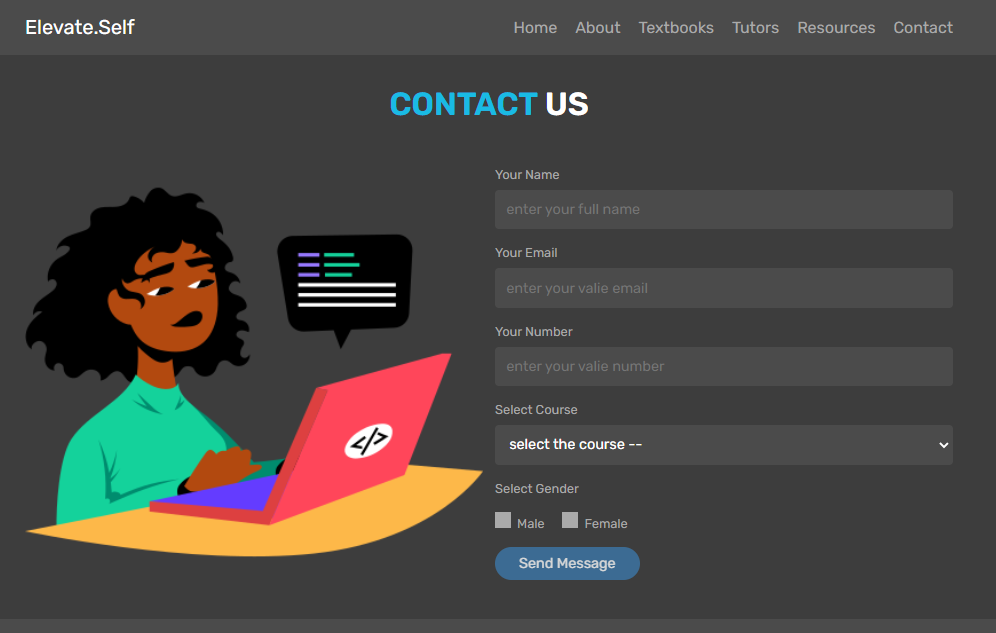 Elevate.Self Home About Textbooks Tutors Resources Contact
CONTACT US
Your Name
enter your full name
Your Email
enter your valie email
Your Number
enter your valie number
Select Course
select the course --
Select Gender
Male Female
Send Message
</>